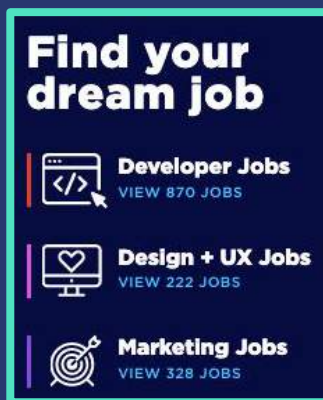 Find your
dream job
Developer Jobs
VIEW 870 JOBS
Design + UX Jobs
VIEW 222 JOBS
Marketing Jobs
VIEW 328 JOBS